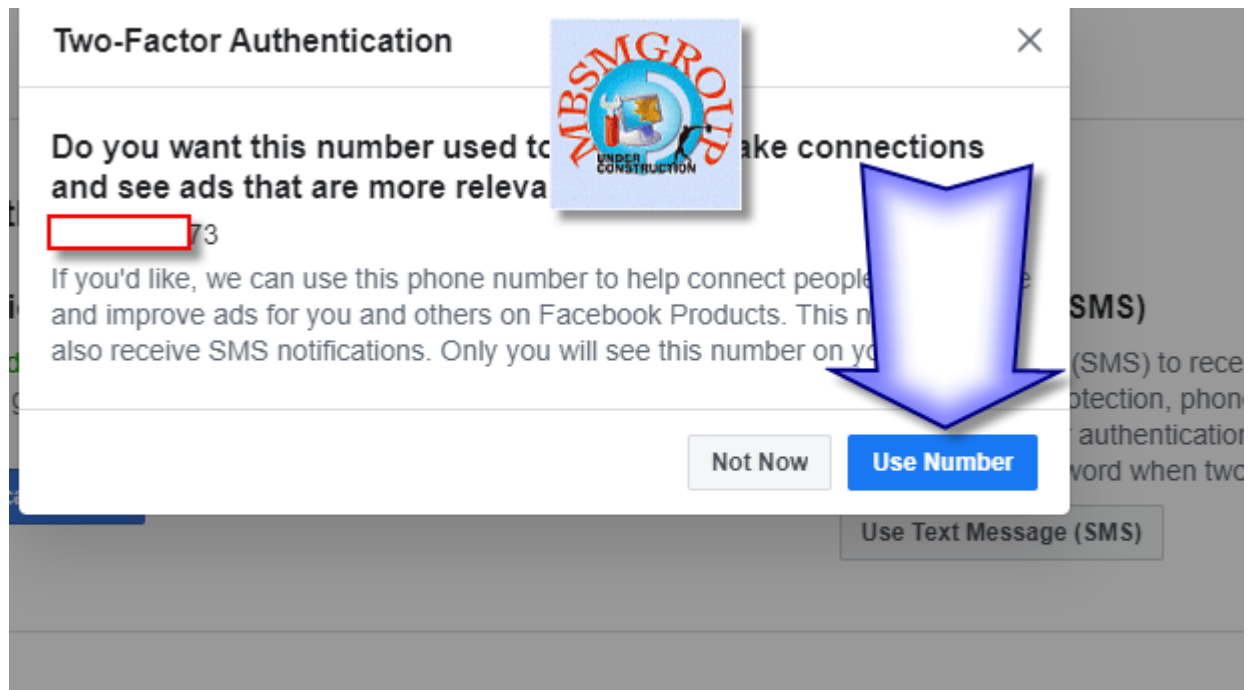 Two-Factor Authentication
MBSMGROUP
UNDER
CONSTRUCTION
Do you want this number used to ake connections
and see ads that are more releva
73
If you'd like, we can use this phone number to help connect people
and improve ads for you and others on Facebook Products. This
also receive SMS notifications. Only you will see this number on
Not Now
Use Number
SMS)
(SMS) to rece
otection, phon
authentication
word when two
Use Text Message (SMS)